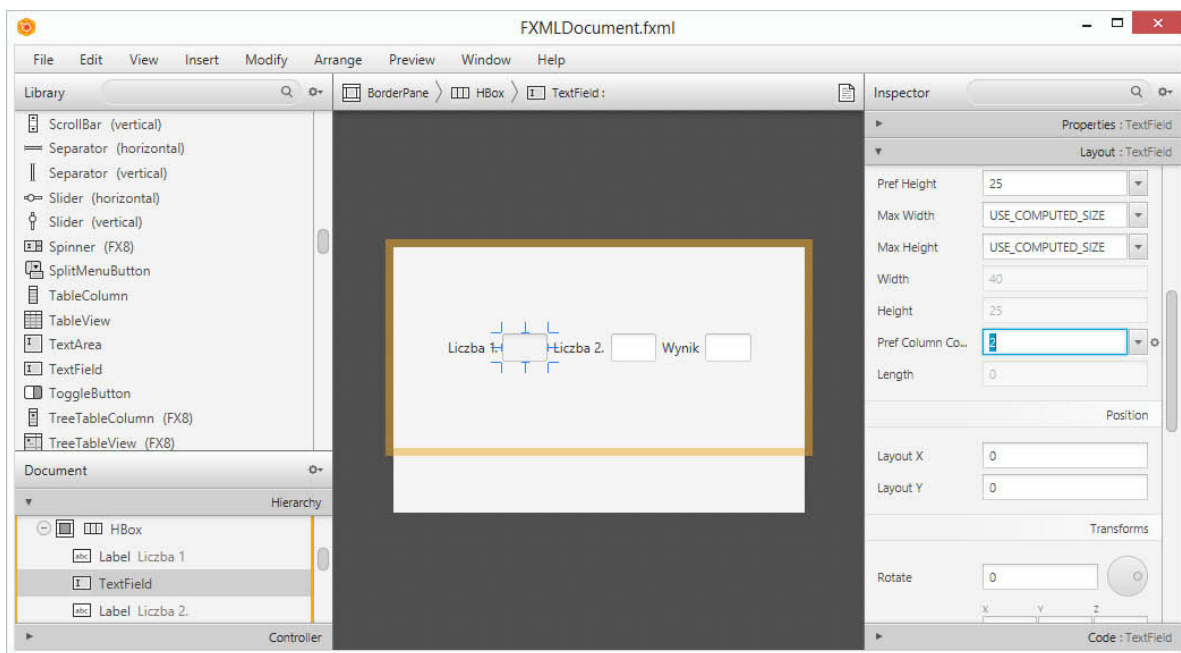 FXMLDocument.fxml
File Edit View Insert Modify Arrange Preview Window Help
Library
BorderPane HBox TextField :
Inspector
ScrollBar (vertical)
Separator (horizontal)
Separator (vertical)
Slider (horizontal)
Slider (vertical)
Spinner (FX8)
SplitMenuButton
TableColumn
TableView
TextArea
TextField
ToggleButton
TreeTableColumn (FX8)
TreeTableView (FX8)
Document
Hierarchy
HBox
abc Label Liczba 1
TextField
abc Label Liczba 2.
Controller
Liczba 1. Liczba 2. Wynik
Properties : TextField
Layout : TextField
Pref Height 25
Max Width USE_COMPUTED_SIZE
Max Height USE_COMPUTED_SIZE
Width 40
Height 25
Pref Column Co... 2
Length 0
Position
Layout X 0
Layout Y 0
Transforms
Rotate 0
X Y Z
Code : TextField